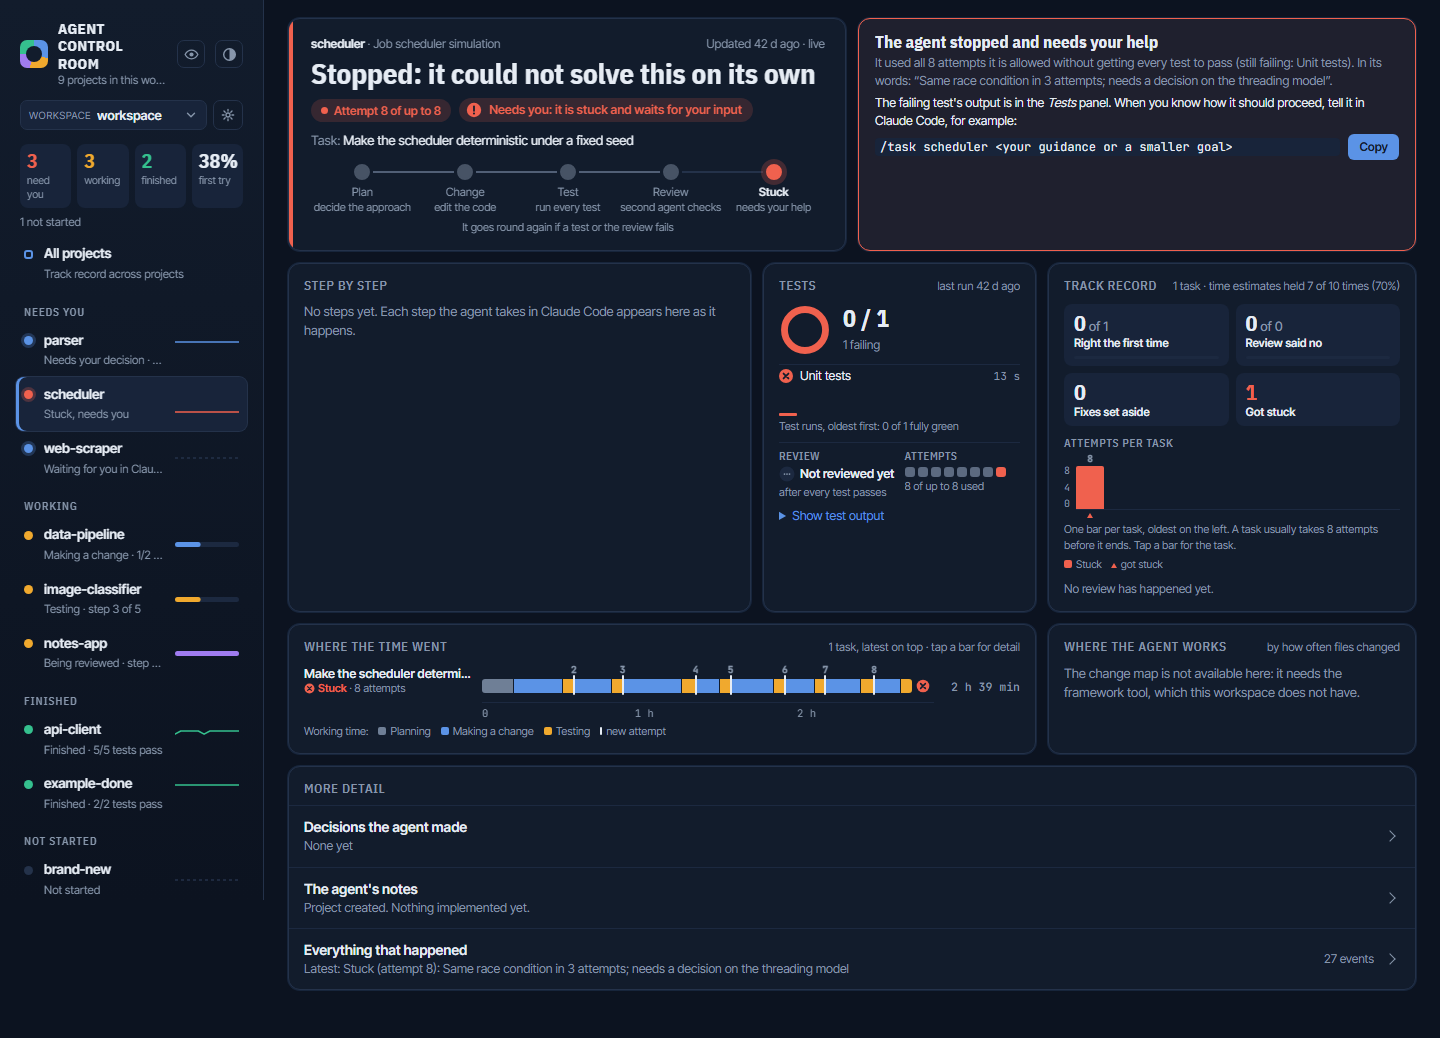 AGENT
CONTROL
ROOM
9 projects in this wo...
WORKSPACE workspace
3 need you
3 working
2 finished
38% first try
1 not started
All projects
Track record across projects
NEEDS YOU
parser
Needs your decision · ...
scheduler
Stuck, needs you
web-scraper
Waiting for you in Clau...
WORKING
data-pipeline
Making a change · 1/2 ...
image-classifier
Testing · step 3 of 5
notes-app
Being reviewed · step ...
FINISHED
api-client
Finished · 5/5 tests pass
example-done
Finished · 2/2 tests pass
NOT STARTED
brand-new
Not started
scheduler · Job scheduler simulation
Updated 42 d ago · live
Stopped: it could not solve this on its own
Attempt 8 of up to 8
Needs you: it is stuck and waits for your input
Task: Make the scheduler deterministic under a fixed seed
Plan
decide the approach
Change
edit the code
Test
run every test
Review
second agent checks
Stuck
needs your help
It goes round again if a test or the review fails
The agent stopped and needs your help
It used all 8 attempts it is allowed without getting every test to pass (still failing: Unit tests). In its
words: “Same race condition in 3 attempts; needs a decision on the threading model”.
The failing test's output is in the Tests panel. When you know how it should proceed, tell it in
Claude Code, for example:
/task scheduler <your guidance or a smaller goal>
Copy
STEP BY STEP
No steps yet. Each step the agent takes in Claude Code appears here as it
happens.
TESTS
last run 42 d ago
0 / 1
1 failing
Unit tests
13 s
Test runs, oldest first: 0 of 1 fully green
REVIEW
Not reviewed yet
after every test passes
ATTEMPTS
8 of up to 8 used
Show test output
TRACK RECORD
1 task · time estimates held 7 of 10 times (70%)
0 of 1
Right the first time
0 of 0
Review said no
0
Fixes set aside
1
Got stuck
ATTEMPTS PER TASK
8
8
4
0
One bar per task, oldest on the left. A task usually takes 8 attempts
before it ends. Tap a bar for the task.
Stuck
got stuck
No review has happened yet.
WHERE THE TIME WENT
1 task, latest on top · tap a bar for detail
Make the scheduler determi...
Stuck · 8 attempts
2 3 4 5 6 7 8
2 h 39 min
0 1 h 2 h
Working time: Planning Making a change Testing new attempt
WHERE THE AGENT WORKS
by how often files changed
The change map is not available here: it needs the
framework tool, which this workspace does not have.
MORE DETAIL
Decisions the agent made
None yet
The agent's notes
Project created. Nothing implemented yet.
Everything that happened
Latest: Stuck (attempt 8): Same race condition in 3 attempts; needs a decision on the threading model
27 events